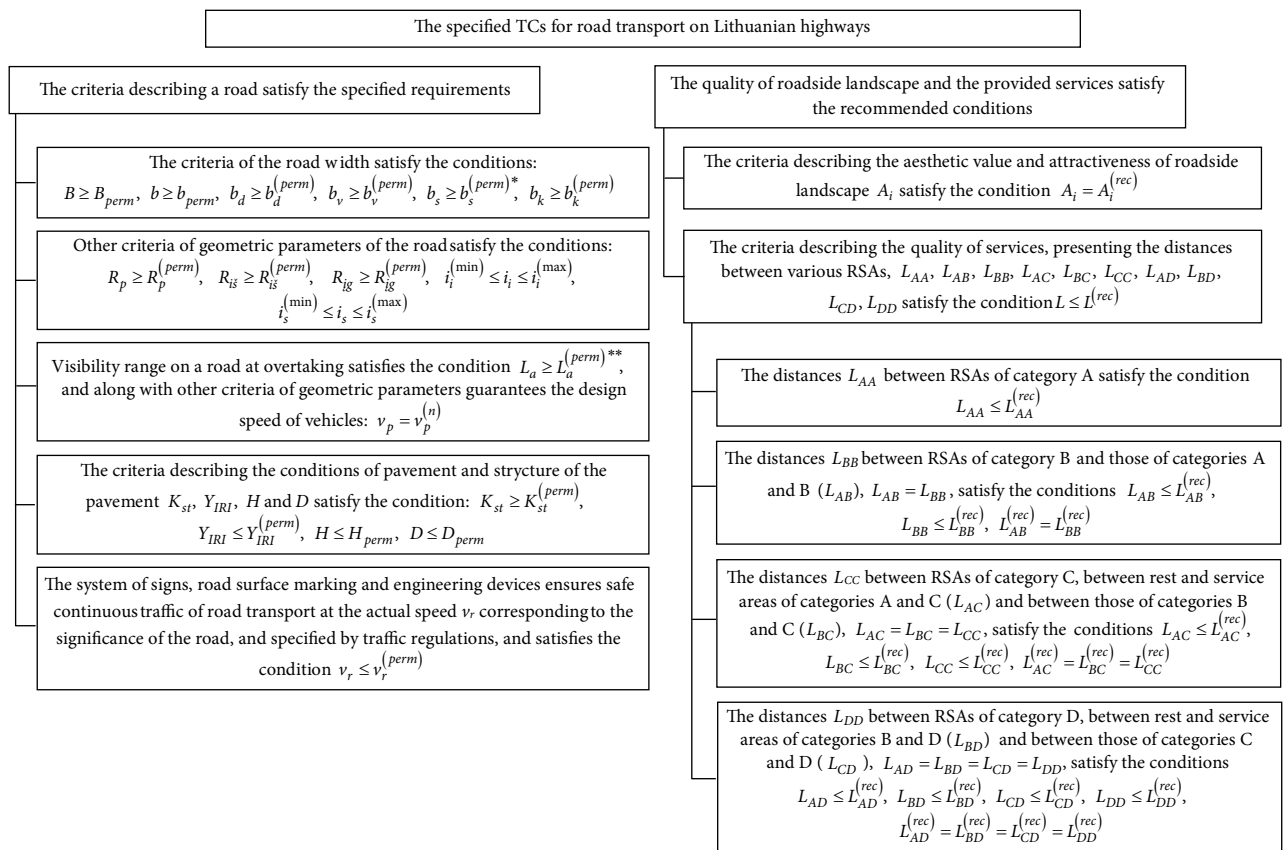 The specified TCs for road transport on Lithuanian highways
The criteria describing a road satisfy the specified requirements
The criteria of the road width satisfy the conditions:
B ≥ B_perm, b ≥ b_perm, b_d ≥ b_d^(perm), b_v ≥ b_v^(perm), b_s ≥ b_s^(perm)*, b_k ≥ b_k^(perm)
Other criteria of geometric parameters of the road satisfy the conditions:
R_p ≥ R_p^(perm), R_iš ≥ R_iš^(perm), R_įg ≥ R_įg^(perm), i_i^(min) ≤ i_i ≤ i_i^(max),
i_s^(min) ≤ i_s ≤ i_s^(max)
Visibility range on a road at overtaking satisfies the condition L_a ≥ L_a^(perm)**,
and along with other criteria of geometric parameters guarantees the design
speed of vehicles: v_p = v_p^(n)
The criteria describing the conditions of pavement and strycture of the
pavement K_st, Y_IRI, H and D satisfy the condition: K_st ≥ K_st^(perm),
Y_IRI ≤ Y_IRI^(perm), H ≤ H_perm, D ≤ D_perm
The system of signs, road surface marking and engineering devices ensures safe
continuous traffic of road transport at the actual speed v_r corresponding to the
significance of the road, and specified by traffic regulations, and satisfies the
condition v_r ≤ v_r^(perm)
The quality of roadside landscape and the provided services satisfy
the recommended conditions
The criteria describing the aesthetic value and attractiveness of roadside
landscape A_i satisfy the condition A_i = A_i^(rec)
The criteria describing the quality of services, presenting the distances
between various RSAs, L_AA, L_AB, L_BB, L_AC, L_BC, L_CC, L_AD, L_BD,
L_CD, L_DD satisfy the condition L ≤ L^(rec)
The distances L_AA between RSAs of category A satisfy the condition
L_AA ≤ L_AA^(rec)
The distances L_BB between RSAs of category B and those of categories A
and B (L_AB), L_AB = L_BB, satisfy the conditions L_AB ≤ L_AB^(rec),
L_BB ≤ L_BB^(rec), L_AB^(rec) = L_BB^(rec)
The distances L_CC between RSAs of category C, between rest and service
areas of categories A and C (L_AC) and between those of categories B
and C (L_BC), L_AC = L_BC = L_CC, satisfy the conditions L_AC ≤ L_AC^(rec),
L_BC ≤ L_BC^(rec), L_CC ≤ L_CC^(rec), L_AC^(rec) = L_BC^(rec) = L_CC^(rec)
The distances L_DD between RSAs of category D, between rest and service
areas of categories B and D (L_BD) and between those of categories C
and D ( L_CD ), L_AD = L_BD = L_CD = L_DD, satisfy the conditions
L_AD ≤ L_AD^(rec), L_BD ≤ L_BD^(rec), L_CD ≤ L_CD^(rec), L_DD ≤ L_DD^(rec),
L_AD^(rec) = L_BD^(rec) = L_CD^(rec) = L_DD^(rec)